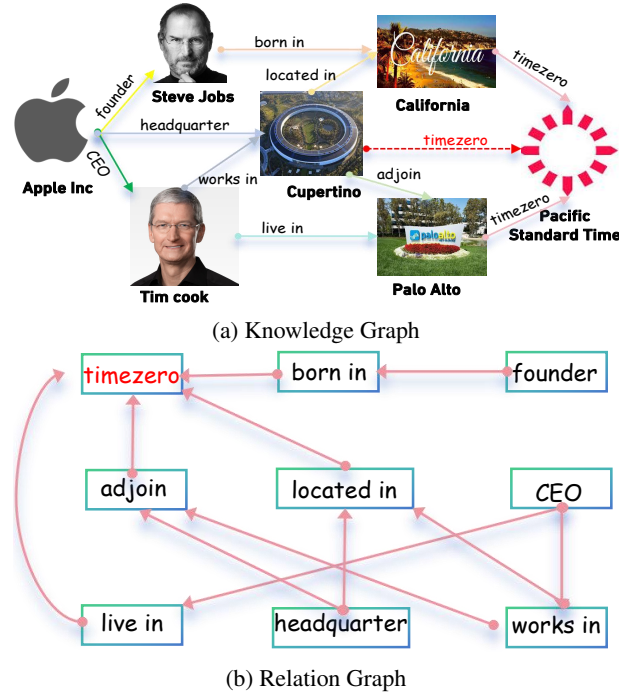 born in
California
timezero
founder
located in
Steve Jobs
California
headquarter
timezero
CEO
adjoin
Apple Inc
works in
Cupertino
timezero
live in
paloalto
Pacific
Standard Time
Tim cook
Palo Alto
(a) Knowledge Graph
timezero
born in
founder
adjoin
located in
CEO
live in
headquarter
works in
(b) Relation Graph